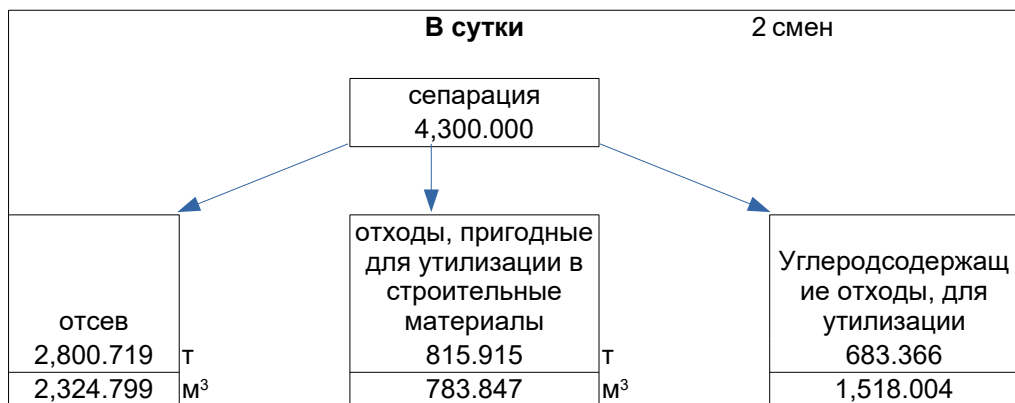 В сутки 2 смен
сепарация
4,300.000
отсев
2,800.719 т
2,324.799 м³
отходы, пригодные
для утилизации в
строительные
материалы
815.915 т
783.847 м³
Углеродсодержащ
ие отходы, для
утилизации
683.366
1,518.004